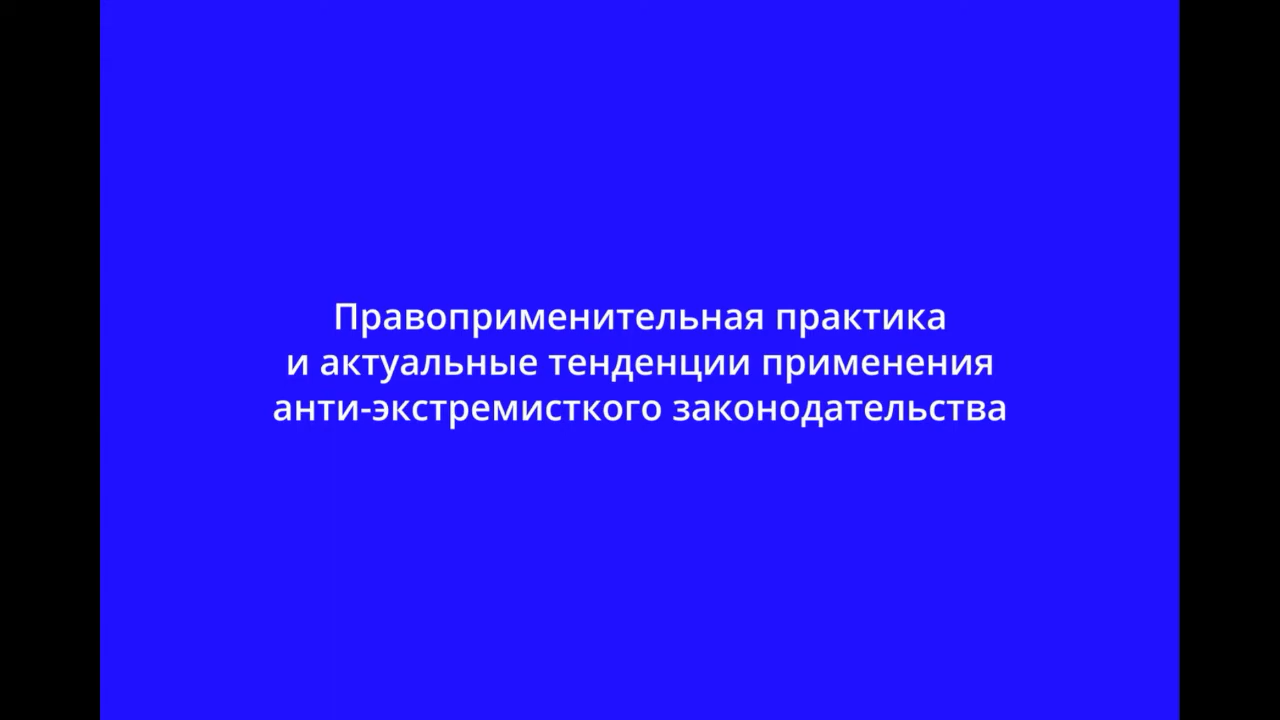 Правоприменительная практика
и актуальные тенденции применения
анти-экстремисткого законодательства